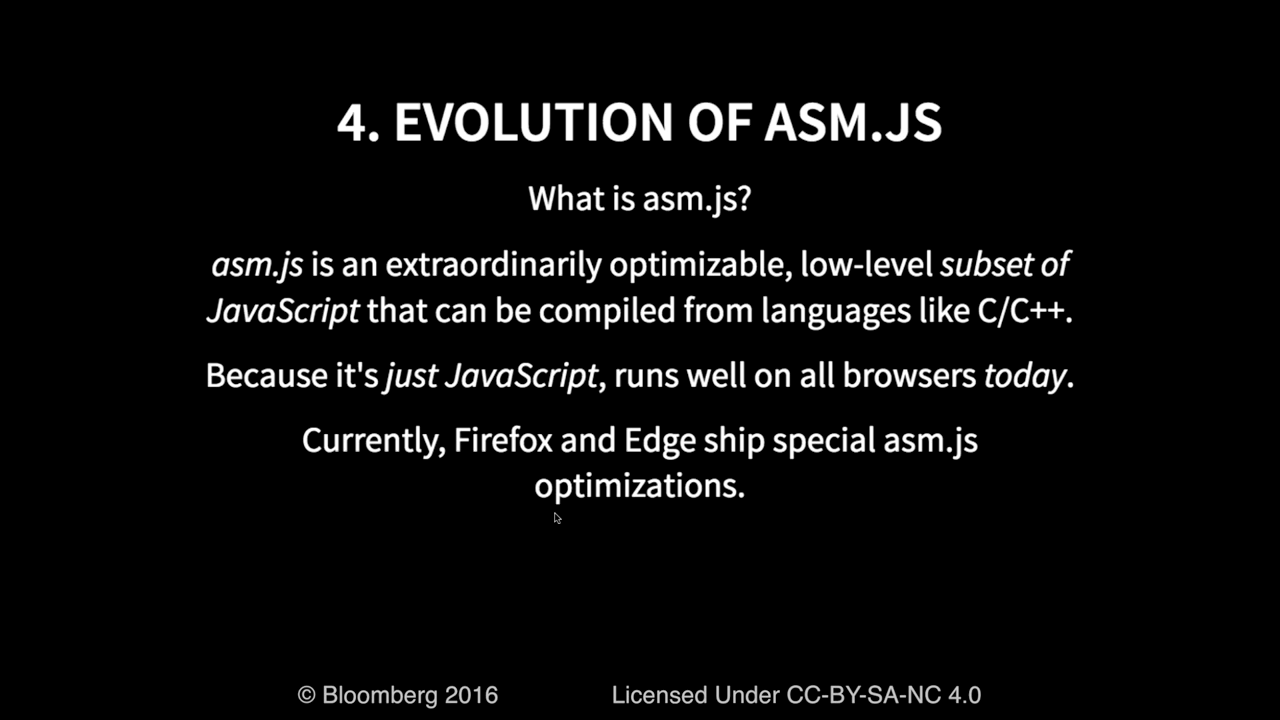 4. EVOLUTION OF ASM.JS
What is asm.js?
asm.js is an extraordinarily optimizable, low-level subset of
JavaScript that can be compiled from languages like C/C++.
Because it's just JavaScript, runs well on all browsers today.
Currently, Firefox and Edge ship special asm.js
optimizations.
© Bloomberg 2016 Licensed Under CC-BY-SA-NC 4.0